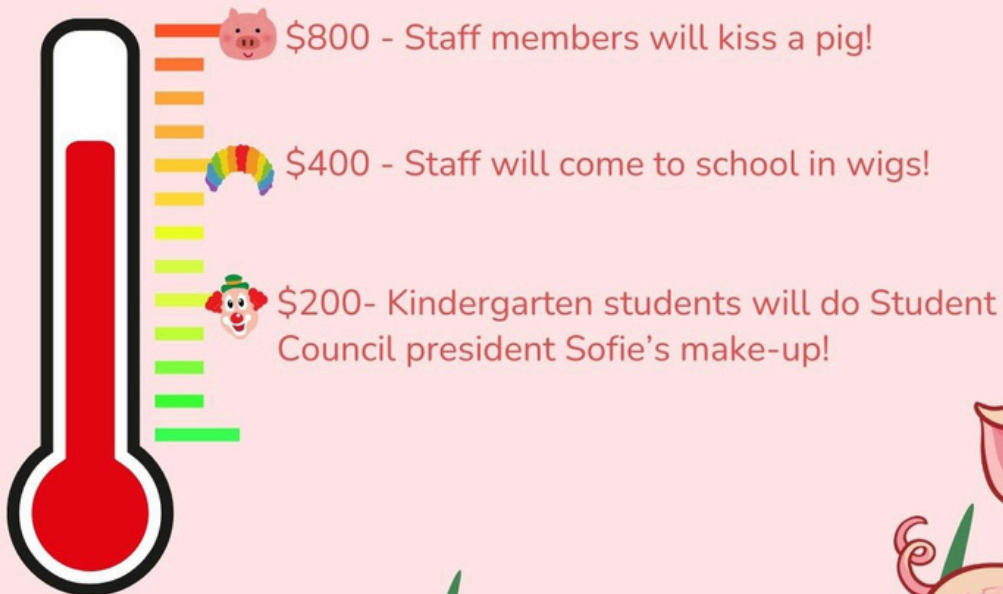 $800 - Staff members will kiss a pig!
$400 - Staff will come to school in wigs!
$200- Kindergarten students will do Student
Council president Sofie’s make-up!